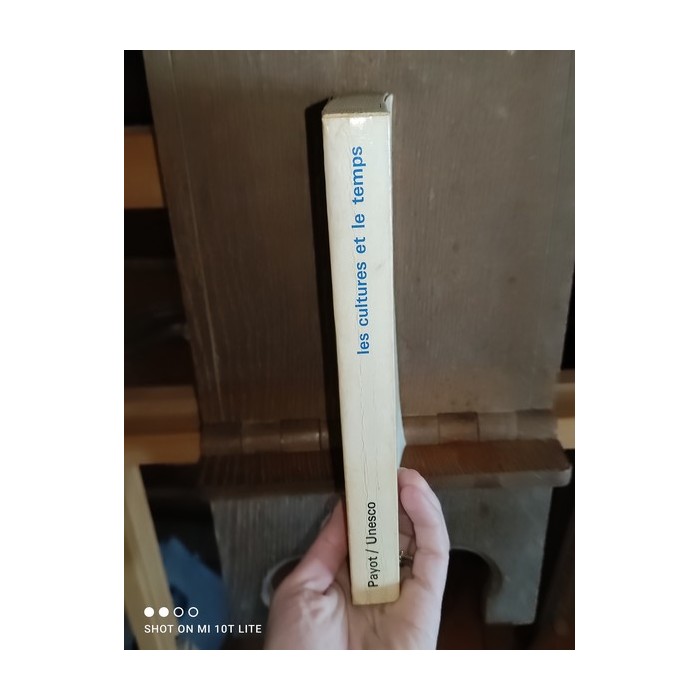 les cultures et le temps
Payot / Unesco
SHOT ON MI 10T LITE